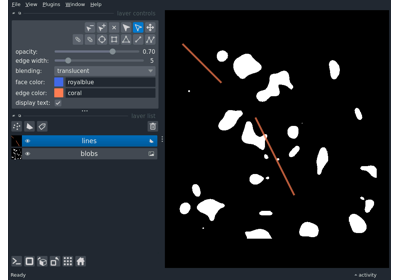 File View Plugins Window Help
layer controls
opacity: 0.70
edge width: 5
blending: translucent
face color: royalblue
edge color: coral
display text:
layer list
lines
blobs
Ready
activity